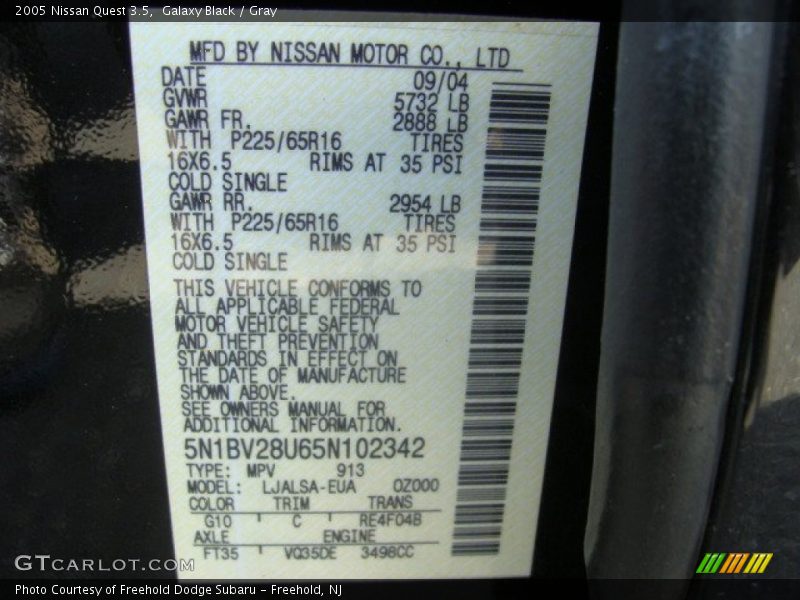 2005 Nissan Quest 3.5,  Galaxy Black / Gray
MFD BY NISSAN MOTOR CO., LTD
DATE 09/04
GVWR 5732 LB
GAWR FR. 2888 LB
WITH P225/65R16 TIRES
16X6.5 RIMS AT 35 PSI
COLD SINGLE
GAWR RR. 2954 LB
WITH P225/65R16 TIRES
16X6.5 RIMS AT 35 PSI
COLD SINGLE
THIS VEHICLE CONFORMS TO
ALL APPLICABLE FEDERAL
MOTOR VEHICLE SAFETY
AND THEFT PREVENTION
STANDARDS IN EFFECT ON
THE DATE OF MANUFACTURE
SHOWN ABOVE.
SEE OWNERS MANUAL FOR
ADDITIONAL INFORMATION.
5N1BV28U65N102342
TYPE: MPV 913
MODEL: LJALSA-EUA OZ000
COLOR TRIM TRANS
G10 C RE4F04B
AXLE ENGINE
FT35 VQ35DE 3498CC
GTCARLOT.COM
Photo Courtesy of Freehold Dodge Subaru - Freehold, NJ